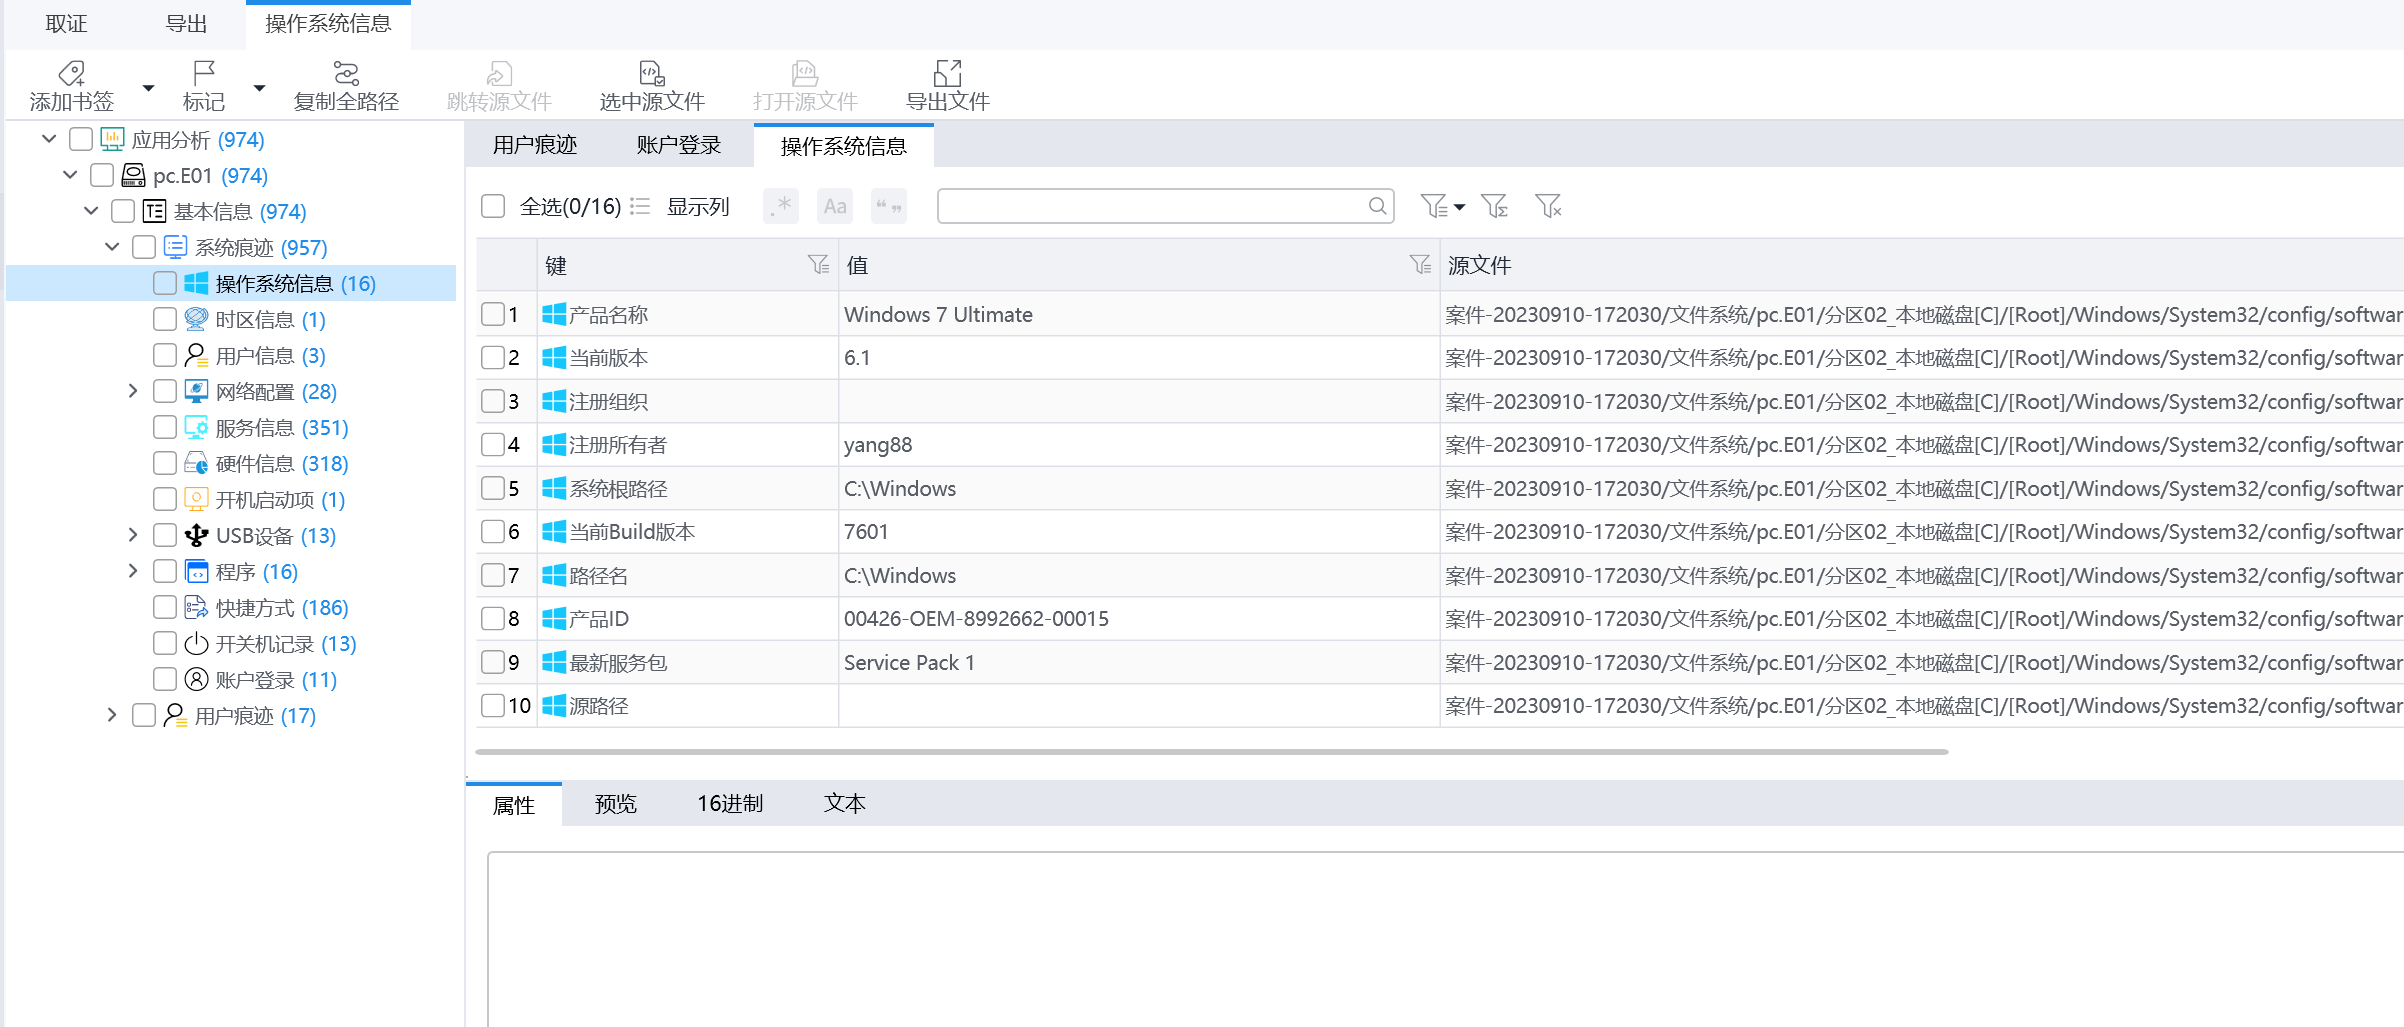 取证 导出 操作系统信息
添加书签 标记 复制全路径 跳转源文件 选中源文件 打开源文件 导出文件
应用分析 (974)
pc.E01 (974)
基本信息 (974)
系统痕迹 (957)
操作系统信息 (16)
时区信息 (1)
用户信息 (3)
网络配置 (28)
服务信息 (351)
硬件信息 (318)
开机启动项 (1)
USB设备 (13)
程序 (16)
快捷方式 (186)
开关机记录 (13)
账户登录 (11)
用户痕迹 (17)
用户痕迹 账户登录 操作系统信息
全选(0/16) 显示列 .* Aa “ ”
键 值 源文件
1 产品名称 Windows 7 Ultimate 案件-20230910-172030/文件系统/pc.E01/分区02_本地磁盘[C]/[Root]/Windows/System32/config/softwar
2 当前版本 6.1 案件-20230910-172030/文件系统/pc.E01/分区02_本地磁盘[C]/[Root]/Windows/System32/config/softwar
3 注册组织 案件-20230910-172030/文件系统/pc.E01/分区02_本地磁盘[C]/[Root]/Windows/System32/config/softwar
4 注册所有者 yang88 案件-20230910-172030/文件系统/pc.E01/分区02_本地磁盘[C]/[Root]/Windows/System32/config/softwar
5 系统根路径 C:\Windows 案件-20230910-172030/文件系统/pc.E01/分区02_本地磁盘[C]/[Root]/Windows/System32/config/softwar
6 当前Build版本 7601 案件-20230910-172030/文件系统/pc.E01/分区02_本地磁盘[C]/[Root]/Windows/System32/config/softwar
7 路径名 C:\Windows 案件-20230910-172030/文件系统/pc.E01/分区02_本地磁盘[C]/[Root]/Windows/System32/config/softwar
8 产品ID 00426-OEM-8992662-00015 案件-20230910-172030/文件系统/pc.E01/分区02_本地磁盘[C]/[Root]/Windows/System32/config/softwar
9 最新服务包 Service Pack 1 案件-20230910-172030/文件系统/pc.E01/分区02_本地磁盘[C]/[Root]/Windows/System32/config/softwar
10 源路径 案件-20230910-172030/文件系统/pc.E01/分区02_本地磁盘[C]/[Root]/Windows/System32/config/softwar
属性 预览 16进制 文本